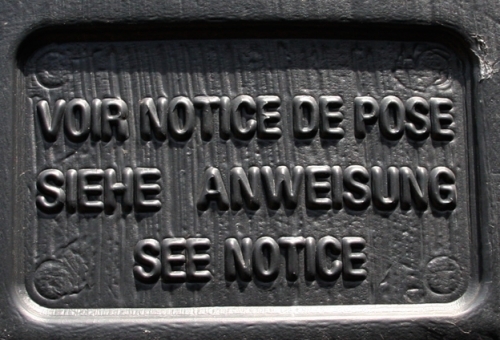 VOIR NOTICE DE POSE
SIEHE ANWEISUNG
SEE NOTICE